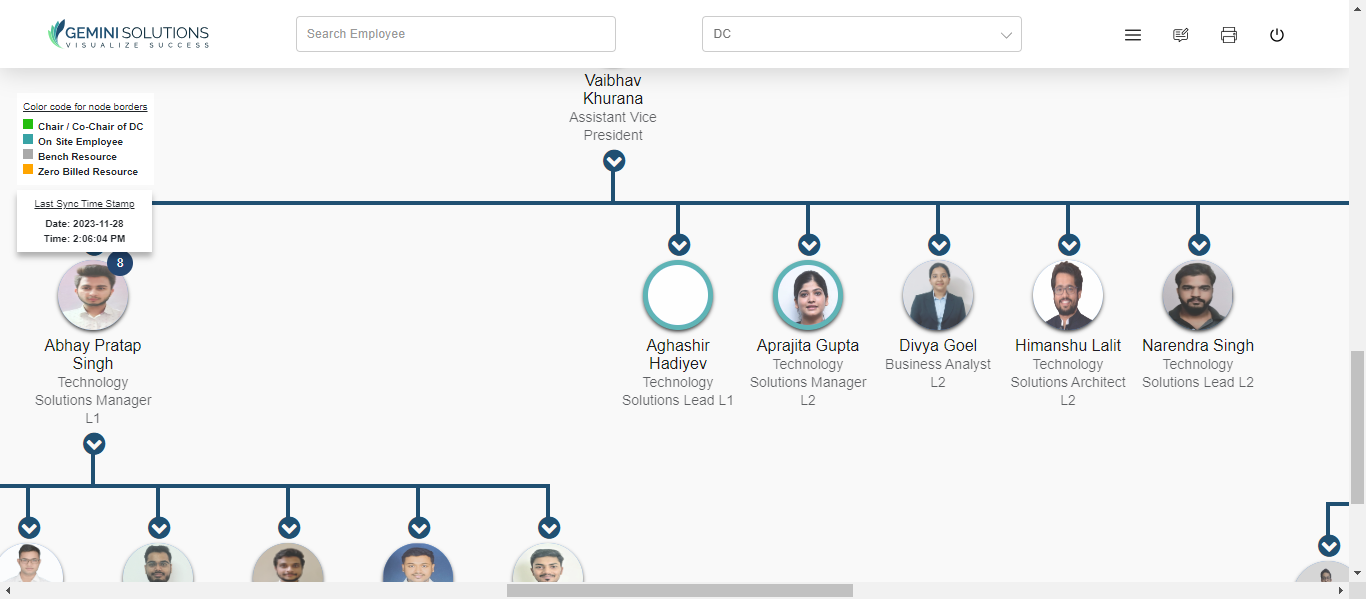 GEMINI SOLUTIONS
VISUALIZE SUCCESS
Search Employee
DC
Vaibhav
Khurana
Assistant Vice
President
Color code for node borders
Chair / Co-Chair of DC
On Site Employee
Bench Resource
Zero Billed Resource
Last Sync Time Stamp
Date: 2023-11-28
Time: 2:06:04 PM
8
Abhay Pratap
Singh
Technology
Solutions Manager
L1
Aghashir
Hadiyev
Technology
Solutions Lead L1
Aprajita Gupta
Technology
Solutions Manager
L2
Divya Goel
Business Analyst
L2
Himanshu Lalit
Technology
Solutions Architect
L2
Narendra Singh
Technology
Solutions Lead L2